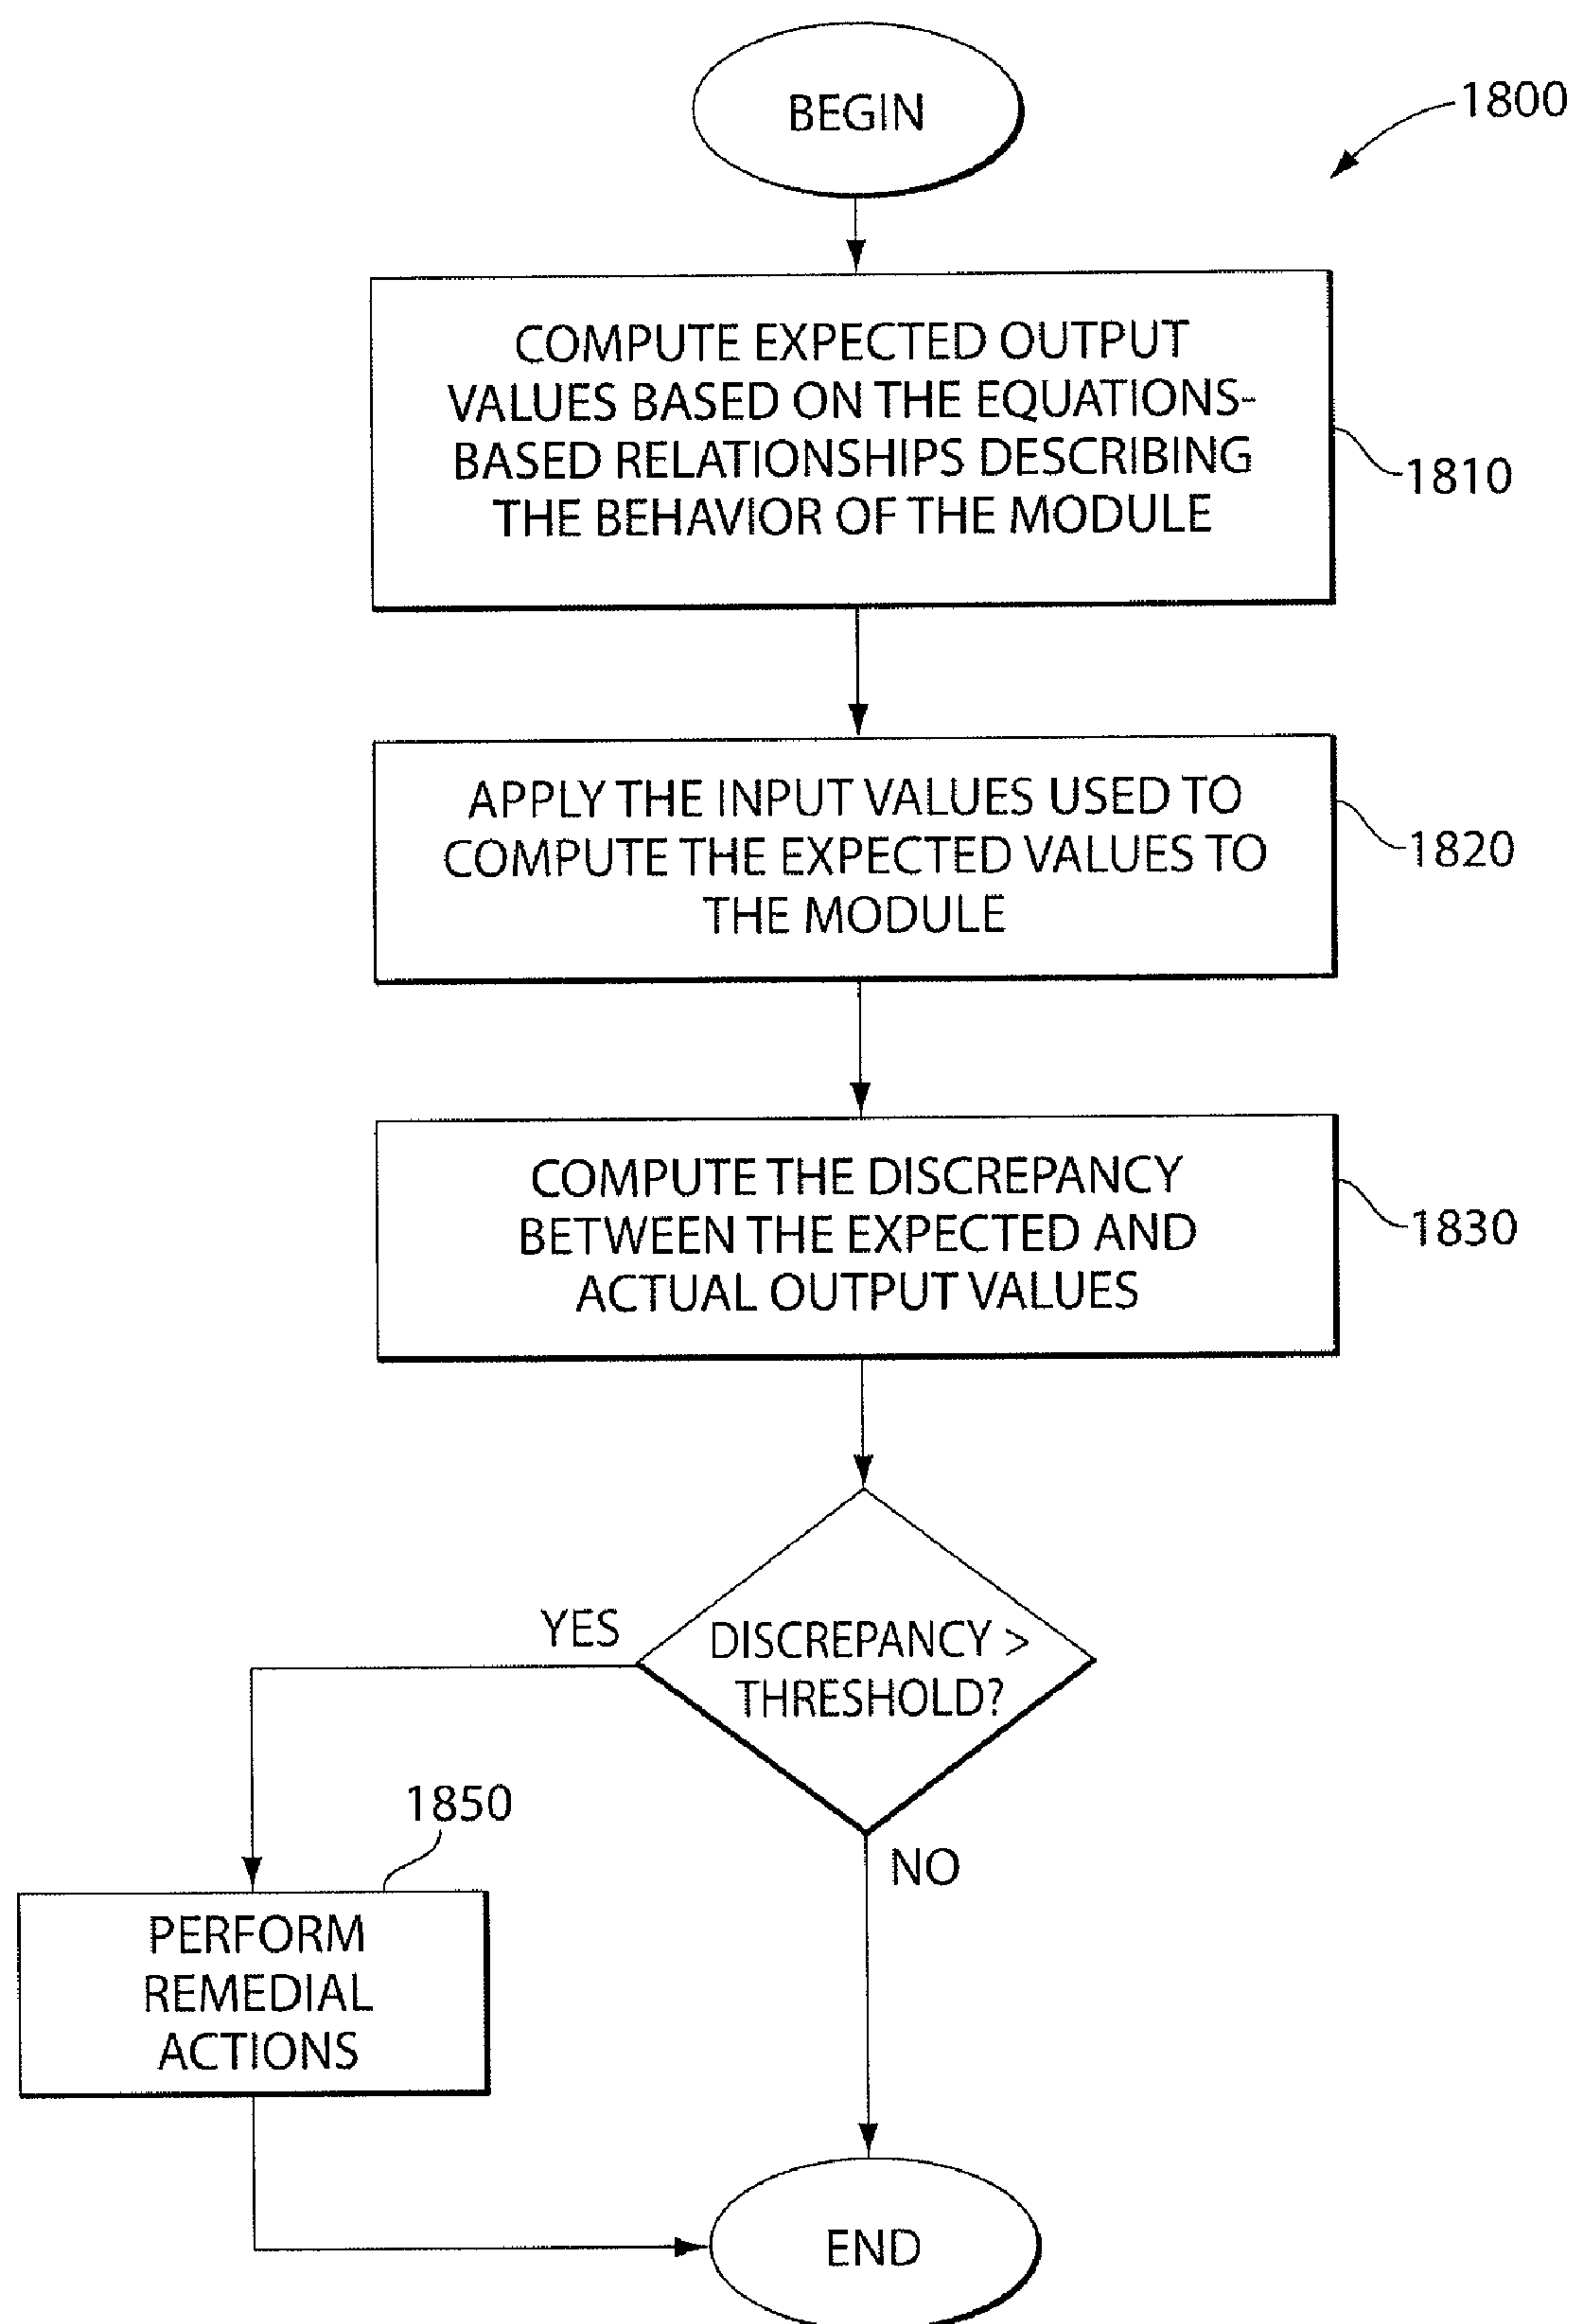 BEGIN
1800
COMPUTE EXPECTED OUTPUT
VALUES BASED ON THE EQUATIONS-
BASED RELATIONSHIPS DESCRIBING
THE BEHAVIOR OF THE MODULE
1810
APPLY THE INPUT VALUES USED TO
COMPUTE THE EXPECTED VALUES TO
THE MODULE
1820
COMPUTE THE DISCREPANCY
BETWEEN THE EXPECTED AND
ACTUAL OUTPUT VALUES
1830
YES
DISCREPANCY >
THRESHOLD?
1850
NO
PERFORM
REMEDIAL
ACTIONS
END